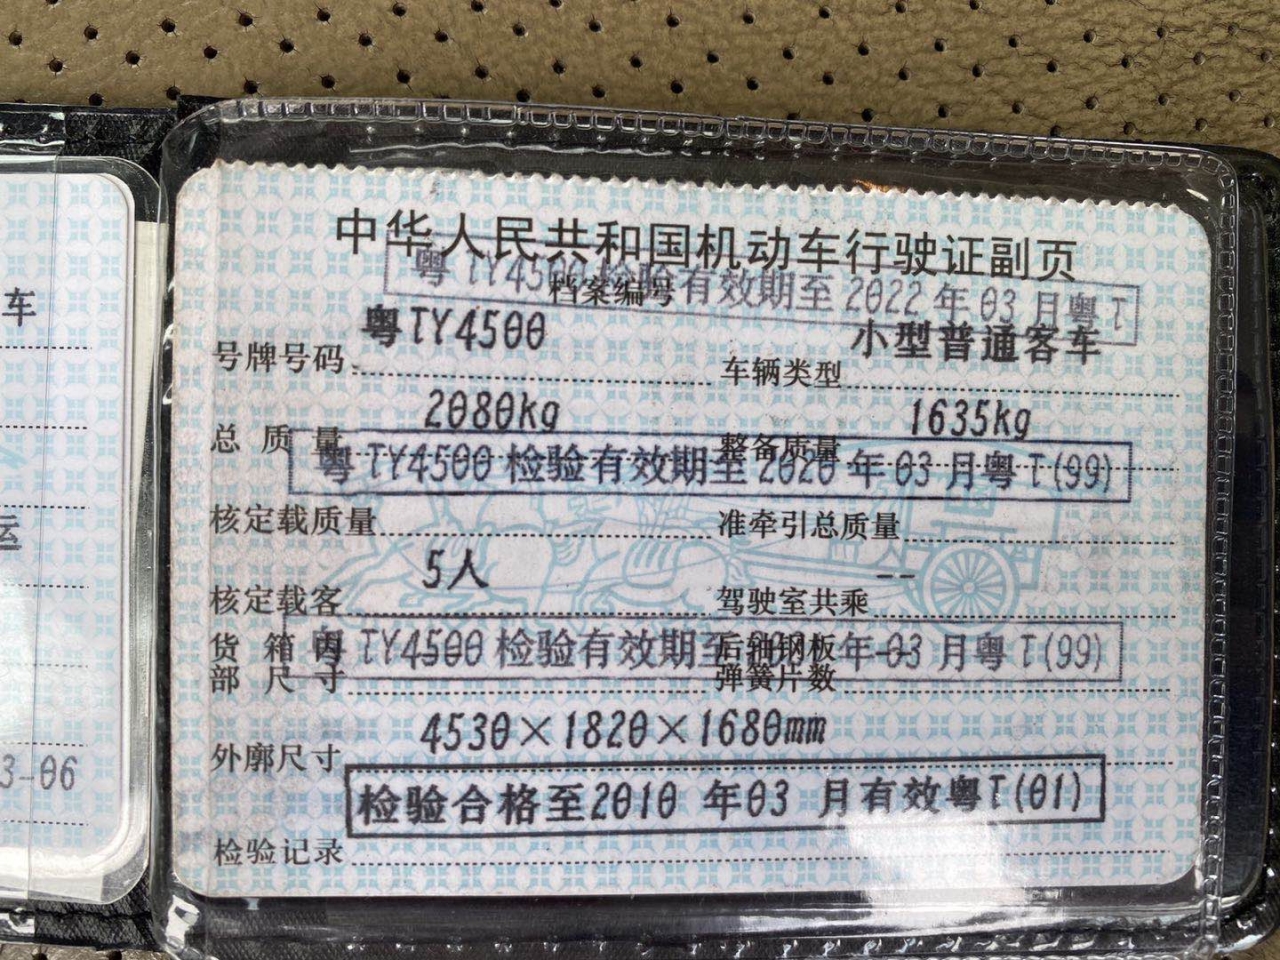 中华人民共和国机动车行驶证副页
粤TY4500检验有效期至2022年03月粤T
档案编号
号牌号码 粤TY4500 车辆类型 小型普通客车
总质量 2080kg 整备质量 1635kg
粤TY4500检验有效期至2020年03月粤T(99)
核定载质量 准牵引总质量
核定载客 5人 驾驶室共乘 --
粤TY4500检验有效期至 年03月粤T(99)
货箱内部尺寸 后轴钢板弹簧片数
外廓尺寸 4530×1820×1680mm
检验合格至2010年03月有效粤T(01)
检验记录
车
运
3-06